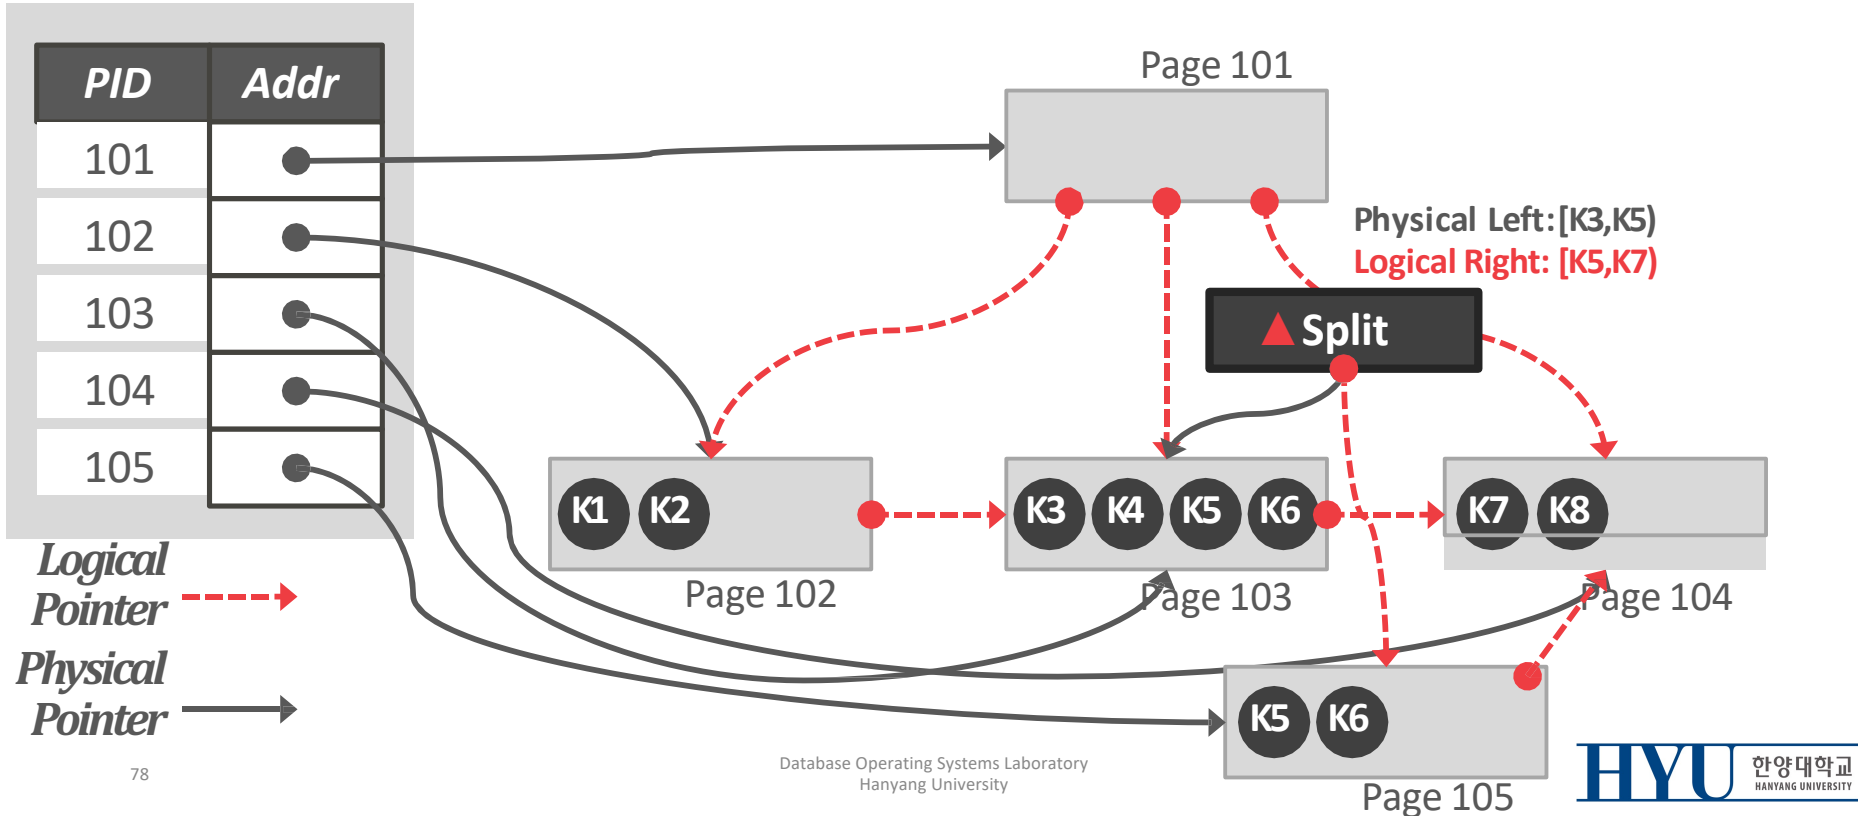 PID Addr
101
102
103
104
105
Logical
Pointer
Physical
Pointer
Page 101
Physical Left: [K3,K5)
Logical Right: [K5,K7)
▲Split
K1 K2
Page 102
K3 K4 K5 K6
Page 103
K7 K8
Page 104
K5 K6
Page 105
78
Database Operating Systems Laboratory
Hanyang University
HYU 한양대학교
HANYANG UNIVERSITY